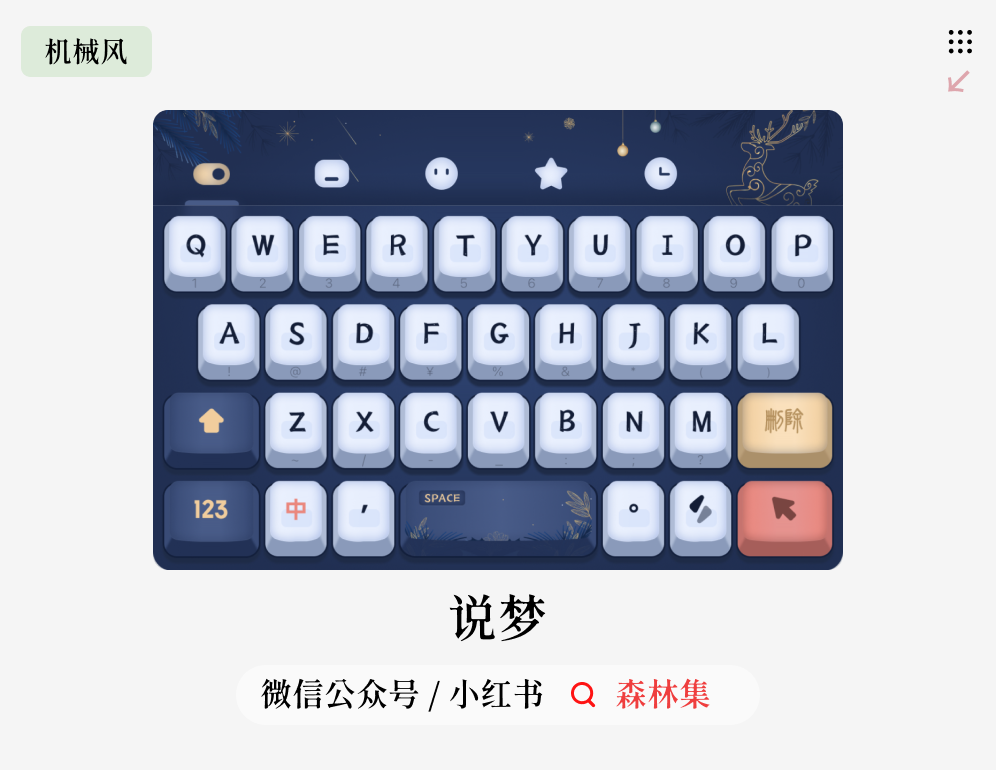 机械风
Q W E R T Y U I O P
1 2 3 4 5 6 7 8 9 0
A S D F G H J K L
! @ # ¥ % & * ( )
Z X C V B N M 删除
~ / - _ : ; ?
SPACE
123 中 ， 。
说梦
微信公众号 / 小红书 森林集